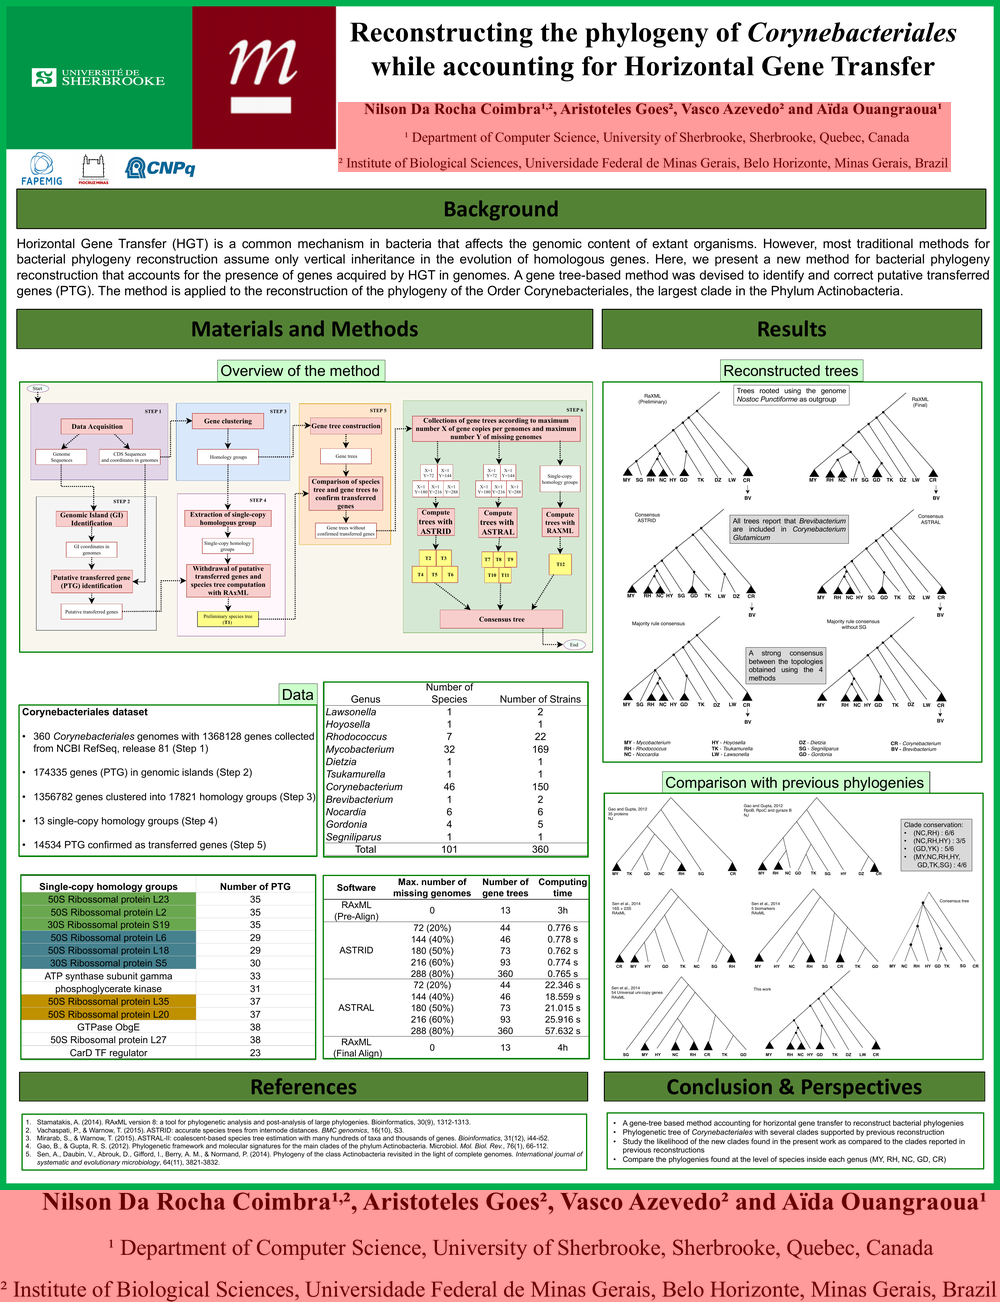 UNIVERSITÉ DE
SHERBROOKE
m
FAPEMIG
FIOCRUZ MINAS
CNPq
Reconstructing the phylogeny of Corynebacteriales
while accounting for Horizontal Gene Transfer
Nilson Da Rocha Coimbra¹,², Aristoteles Goes², Vasco Azevedo² and Aïda Ouangraoua¹
¹ Department of Computer Science, University of Sherbrooke, Sherbrooke, Quebec, Canada
² Institute of Biological Sciences, Universidade Federal de Minas Gerais, Belo Horizonte, Minas Gerais, Brazil
Background
Horizontal Gene Transfer (HGT) is a common mechanism in bacteria that affects the genomic content of extant organisms. However, most traditional methods for
bacterial phylogeny reconstruction assume only vertical inheritance in the evolution of homologous genes. Here, we present a new method for bacterial phylogeny
reconstruction that accounts for the presence of genes acquired by HGT in genomes. A gene tree-based method was devised to identify and correct putative transferred
genes (PTG). The method is applied to the reconstruction of the phylogeny of the Order Corynebacteriales, the largest clade in the Phylum Actinobacteria.
Materials and Methods
Overview of the method
Start
STEP 1
Data Acquisition
Genome
Sequences
CDS Sequences
and coordinates in genomes
STEP 2
Genomic Island (GI)
Identification
GI coordinates in
genomes
Putative transferred gene
(PTG) identification
Putative transferred genes
STEP 3
Gene clustering
Homology groups
STEP 4
Extraction of single-copy
homologous group
Single-copy homology
groups
Withdrawal of putative
transferred genes and
species tree computation
with RAxML
Preliminary species tree
(T1)
STEP 5
Gene tree construction
Gene trees
Comparison of species
tree and gene trees to
confirm transferred
genes
Gene trees without
confirmed transferred genes
STEP 6
Collections of gene trees according to maximum
number X of gene copies per genomes and maximum
number Y of missing genomes
X=1 Y=72
X=1 Y=144
X=1 Y=180
X=1 Y=216
X=1 Y=288
X=1 Y=72
X=1 Y=144
X=1 Y=180
X=1 Y=216
X=1 Y=288
Single-copy
homology groups
Compute
trees with
ASTRID
Compute
trees with
ASTRAL
Compute
trees with
RAXML
T2 T3
T4 T5 T6
T7 T8 T9
T10 T11
T12
Consensus tree
End
Data
Corynebacteriales dataset
• 360 Corynebacteriales genomes with 1368128 genes collected
from NCBI RefSeq, release 81 (Step 1)
• 174335 genes (PTG) in genomic islands (Step 2)
• 1356782 genes clustered into 17821 homology groups (Step 3)
• 13 single-copy homology groups (Step 4)
• 14534 PTG confirmed as transferred genes (Step 5)
Genus Number of Species Number of Strains
Lawsonella 1 2
Hoyosella 1 1
Rhodococcus 7 22
Mycobacterium 32 169
Dietzia 1 1
Tsukamurella 1 1
Corynebacterium 46 150
Brevibacterium 1 2
Nocardia 6 6
Gordonia 4 5
Segniliparus 1 1
Total 101 360
Single-copy homology groups Number of PTG
50S Ribossomal protein L23 35
50S Ribossomal protein L2 35
30S Ribossomal protein S19 35
50S Ribossomal protein L6 29
50S Ribossomal protein L18 29
30S Ribossomal protein S5 30
ATP synthase subunit gamma 33
phosphoglycerate kinase 31
50S Ribossomal protein L35 37
50S Ribossomal protein L20 37
GTPase ObgE 38
50S Ribosomal protein L27 38
CarD TF regulator 23
Software Max. number of missing genomes Number of gene trees Computing time
RAxML (Pre-Align) 0 13 3h
ASTRID
72 (20%) 44 0.776 s
144 (40%) 46 0.778 s
180 (50%) 73 0.762 s
216 (60%) 93 0.774 s
288 (80%) 360 0.765 s
ASTRAL
72 (20%) 44 22.346 s
144 (40%) 46 18.559 s
180 (50%) 73 21.015 s
216 (60%) 93 25.916 s
288 (80%) 360 57.632 s
RAxML (Final Align) 0 13 4h
Results
Reconstructed trees
RaXML
(Preliminary)
Trees rooted using the genome
Nostoc Punctiforme as outgroup
RaXML
(Final)
MY SG RH NC HY GD TK DZ LW CR
BV
MY RH NC HY GD SG TK DZ LW CR
BV
Consensus
ASTRID
All trees report that Brevibacterium
are included in Corynebacterium
Glutamicum
Consensus
ASTRAL
MY RH NC HY SG GD TK LW DZ CR
BV
MY RH NC HY SG GD TK DZ LW CR
BV
Majority rule consensus
A strong consensus
between the topologies
obtained using the 4
methods
Majority rule consensus
without SG
MY SG RH NC HY GD TK DZ LW CR
BV
MY RH NC HY GD TK DZ LW CR
BV
MY - Mycobacterium
RH - Rhodococcus
NC - Nocardia
HY - Hoyosella
TK - Tsukamurella
LW - Lawsonella
DZ - Dietzia
SG - Segniliparus
GD - Gordonia
CR - Corynebacterium
BV - Brevibacterium
Comparison with previous phylogenies
Gao and Gupta, 2012
35 proteins
NJ
MY TK GD NC RH SG CR
Gao and Gupta, 2012
RpoB, RpoC and gyrase B
NJ
MY RH NC GD TK SG HY DZ CR
Clade conservation:
• (NC,RH) : 6/6
• (NC,RH,HY) : 3/5
• (GD,YK) : 5/6
• (MY,NC,RH,HY,
GD,TK,SG) : 4/6
Sen et al., 2014
16S + 23S
RAxML
CR MY HY GD TK NC SG RH
Sen et al., 2014
5 biomarkers
RAxML
MY HY NC RH TK GD SG CR
Consensus tree
MY NC RH HY GD TK SG CR
Sen et al., 2014
54 Universal uni-copy genes
RAxML
SG MY HY NC RH CR TK GD
This work
MY RH NC HY GD TK DZ LW CR
References
1. Stamatakis, A. (2014). RAxML version 8: a tool for phylogenetic analysis and post-analysis of large phylogenies. Bioinformatics, 30(9), 1312-1313.
2. Vachaspati, P., & Warnow, T. (2015). ASTRID: accurate species trees from internode distances. BMC genomics, 16(10), S3.
3. Mirarab, S., & Warnow, T. (2015). ASTRAL-II: coalescent-based species tree estimation with many hundreds of taxa and thousands of genes. Bioinformatics, 31(12), i44-i52.
4. Gao, B., & Gupta, R. S. (2012). Phylogenetic framework and molecular signatures for the main clades of the phylum Actinobacteria. Microbiol. Mol. Biol. Rev., 76(1), 66-112.
5. Sen, A., Daubin, V., Abrouk, D., Gifford, I., Berry, A. M., & Normand, P. (2014). Phylogeny of the class Actinobacteria revisited in the light of complete genomes. International journal of
systematic and evolutionary microbiology, 64(11), 3821-3832.
Conclusion & Perspectives
• A gene-tree based method accounting for horizontal gene transfer to reconstruct bacterial phylogenies
• Phylogenetic tree of Corynebacteriales with several clades supported by previous reconstruction
• Study the likelihood of the new clades found in the present work as compared to the clades reported in
previous reconstructions
• Compare the phylogenies found at the level of species inside each genus (MY, RH, NC, GD, CR)
Nilson Da Rocha Coimbra¹,², Aristoteles Goes², Vasco Azevedo² and Aïda Ouangraoua¹
¹ Department of Computer Science, University of Sherbrooke, Sherbrooke, Quebec, Canada
² Institute of Biological Sciences, Universidade Federal de Minas Gerais, Belo Horizonte, Minas Gerais, Brazil